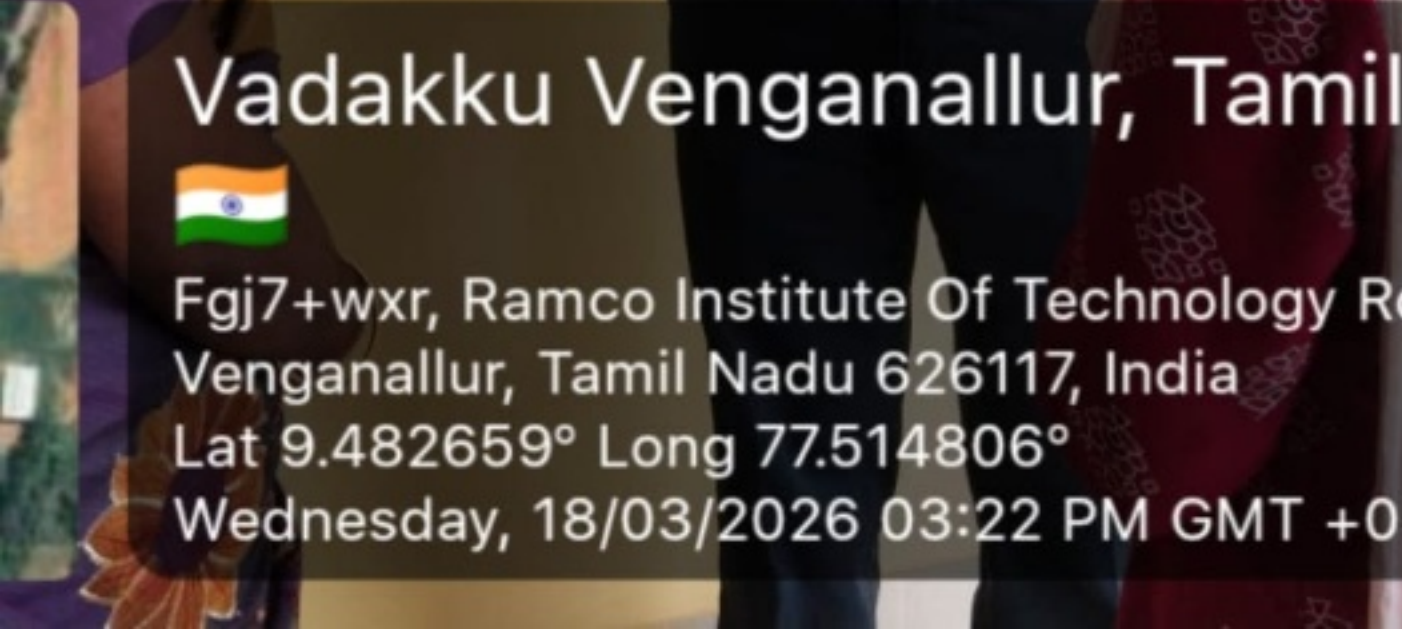 Vadakku Venganallur, Tamil
Fgj7+wxr, Ramco Institute Of Technology
Venganallur, Tamil Nadu 626117, India
Lat 9.482659° Long 77.514806°
Wednesday, 18/03/2026 03:22 PM GMT +0